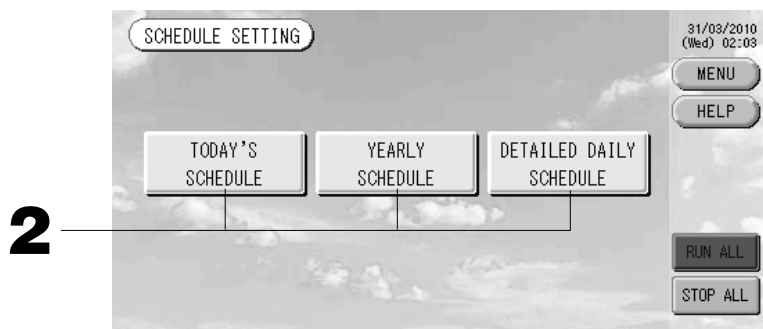 SCHEDULE SETTING
31/03/2010
(Wed) 02:03
MENU
HELP
TODAY'S
SCHEDULE
YEARLY
SCHEDULE
DETAILED DAILY
SCHEDULE
2
RUN ALL
STOP ALL